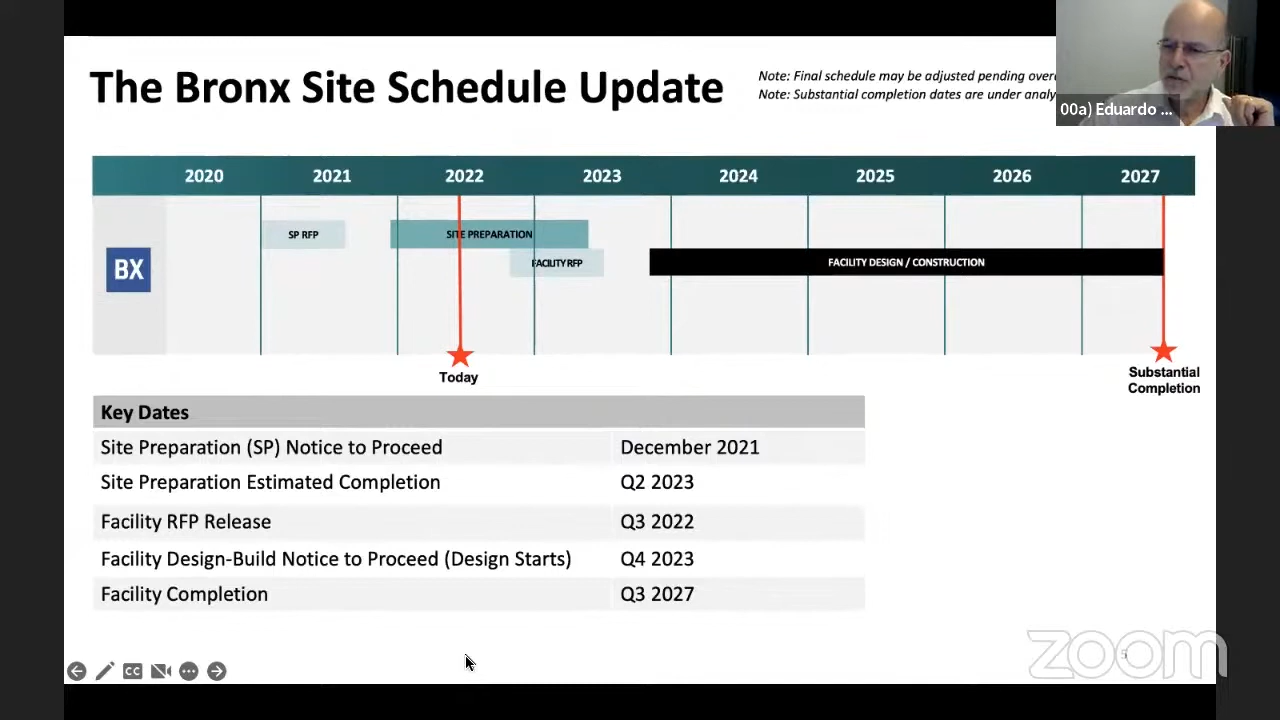 The Bronx Site Schedule Update
Note: Final schedule may be adjusted pending
Note: Substantial completion dates are under
00a) Eduardo ...
2020 2021 2022 2023 2024 2025 2026 2027
SP RFP
SITE PREPARATION
BX
FACILITY RFP
FACILITY DESIGN / CONSTRUCTION
Today
Substantial
Completion
Key Dates
Site Preparation (SP) Notice to Proceed December 2021
Site Preparation Estimated Completion Q2 2023
Facility RFP Release Q3 2022
Facility Design-Build Notice to Proceed (Design Starts) Q4 2023
Facility Completion Q3 2027
CC
zoom
5